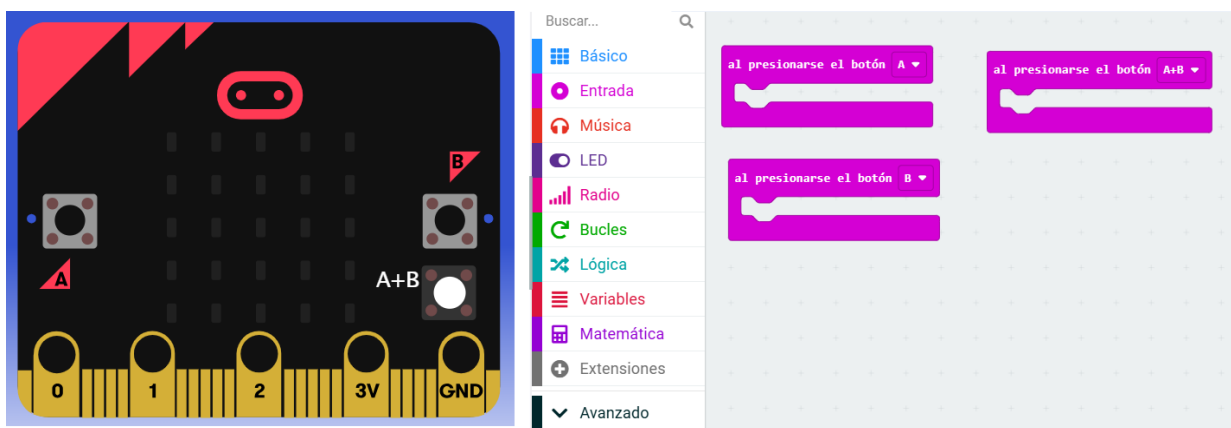 B
A
A+B
0 1 2 3V GND
Buscar...
Básico
Entrada
Música
LED
Radio
Bucles
Lógica
Variables
Matemática
Extensiones
Avanzado
al presionarse el botón A
al presionarse el botón A+B
al presionarse el botón B